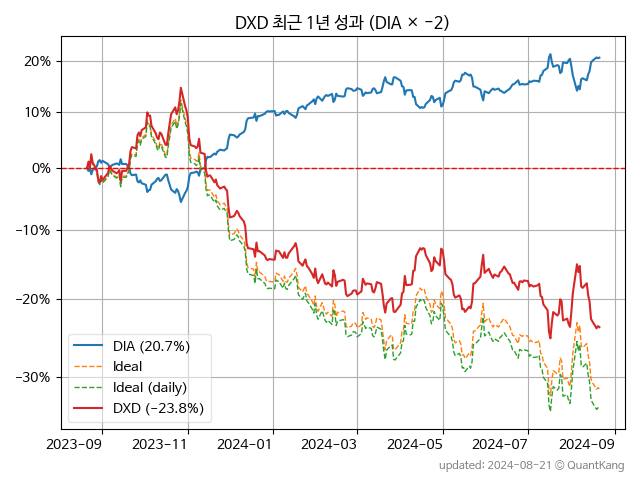 DXD 최근 1년 성과 (DIA × −2)
20%
10%
0%
−10%
−20%
−30%
DIA (20.7%)
Ideal
Ideal (daily)
DXD (−23.8%)
2023-09 2023-11 2024-01 2024-03 2024-05 2024-07 2024-09
updated: 2024-08-21 @ QuantKang